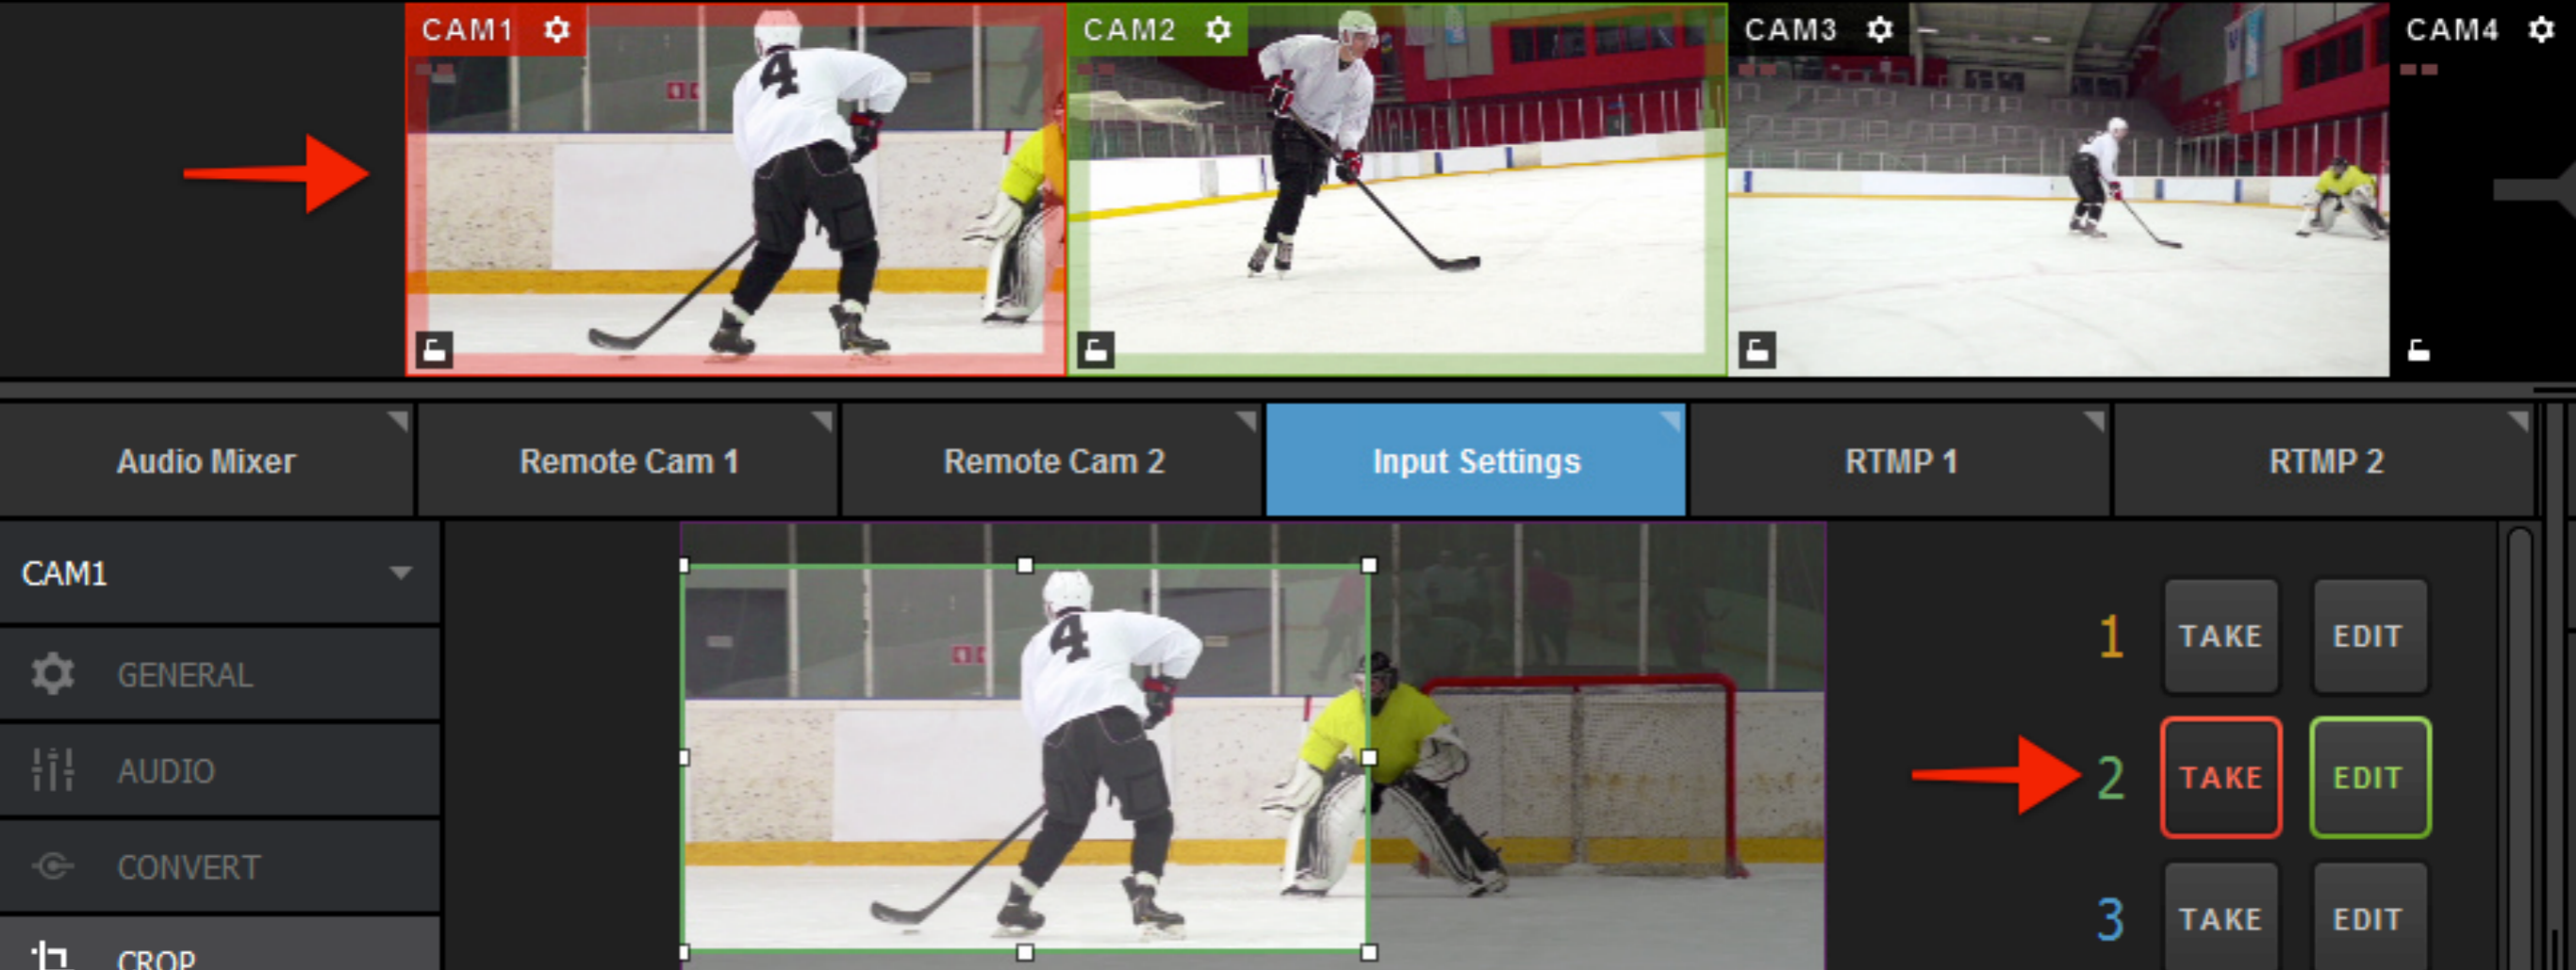 CAM1
CAM2
CAM3
CAM4
4
Audio Mixer
Remote Cam 1
Remote Cam 2
Input Settings
RTMP 1
RTMP 2
CAM1
GENERAL
AUDIO
CONVERT
CROP
4
1 TAKE EDIT
2 TAKE EDIT
3 TAKE EDIT